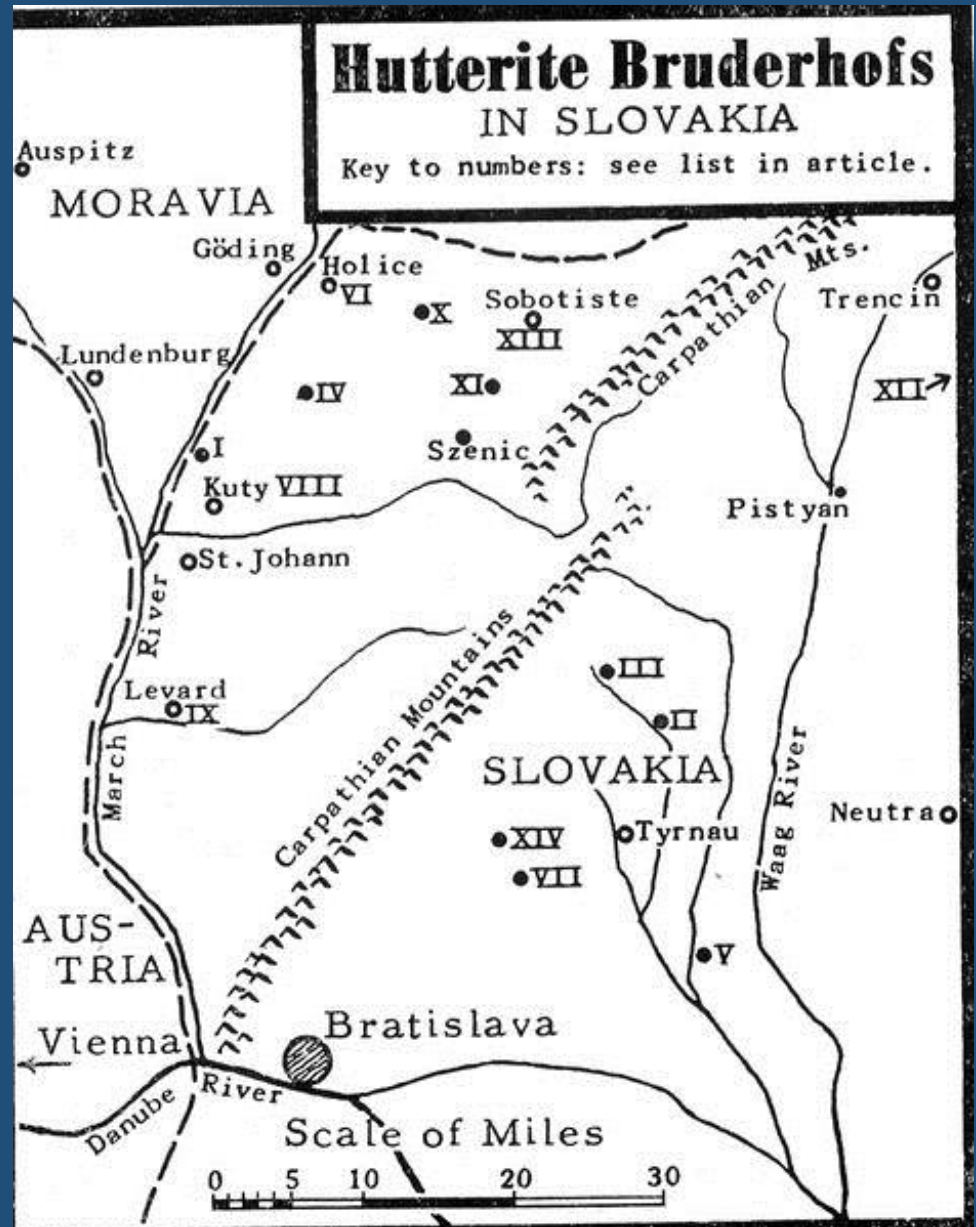 Hutterite Bruderhofs
IN SLOVAKIA
Key to numbers: see list in article.
Auspitz
MORAVIA
Göding
Holice
VI
X
Sobotiste
XIII
Carpathian Mts.
Trencin
Lundenburg
IV
XI
XII
I
Szenic
Kuty VIII
Pistyan
St. Johann
River
March
Levard
IX
Carpathian Mountains
III
II
SLOVAKIA
Waag River
Neutra
XIV
Tyrnau
VII
AUS-
TRIA
V
Vienna
Bratislava
Danube River
Scale of Miles
0 5 10 20 30